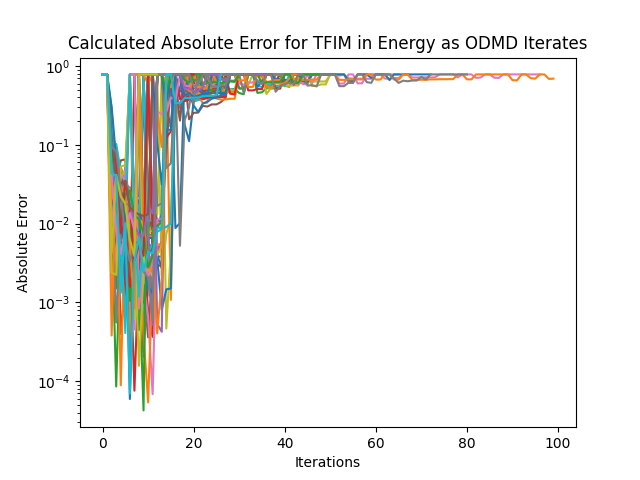 Calculated Absolute Error for TFIM in Energy as ODMD Iterates
Absolute Error
10⁰
10⁻¹
10⁻²
10⁻³
10⁻⁴
0 20 40 60 80 100
Iterations